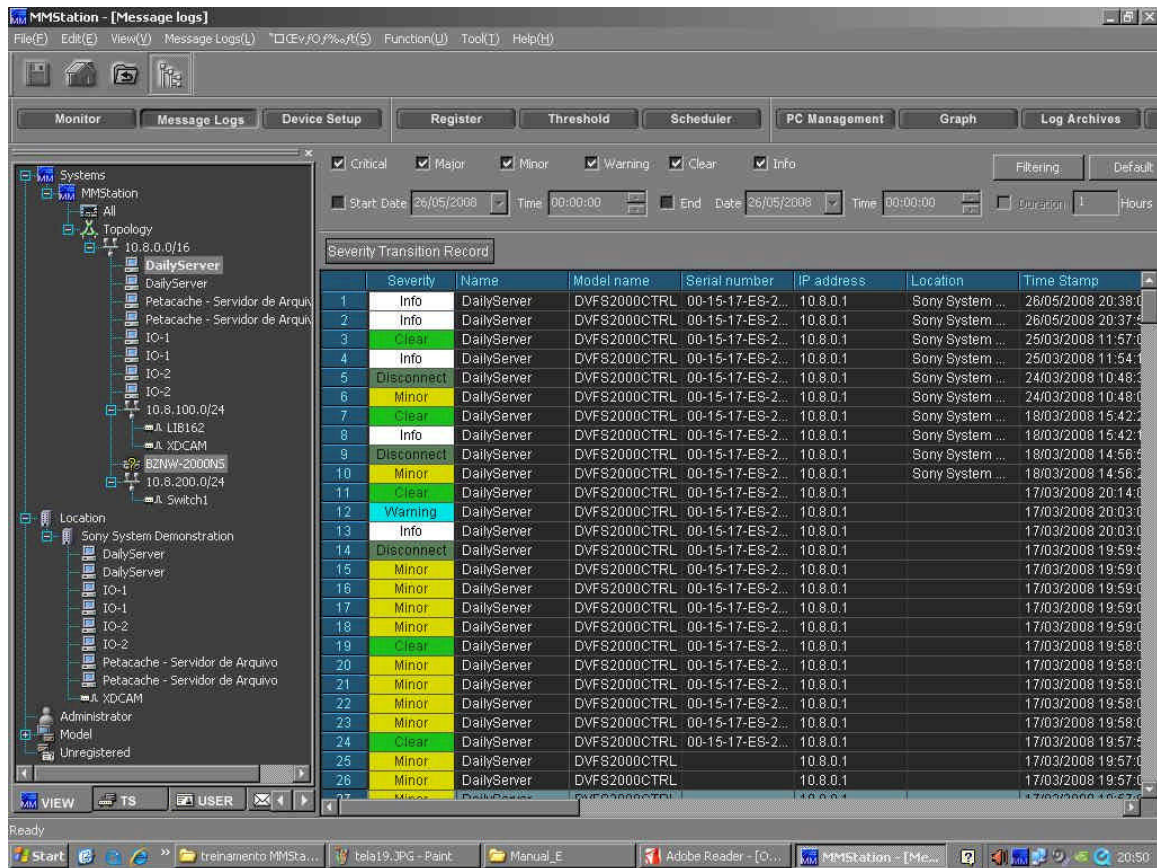 MMStation - [Message logs]
File(F) Edit(E) View(V) Message Logs(L) Function(U) Tool(T) Help(H)
Monitor Message Logs Device Setup Register Threshold Scheduler PC Management Graph Log Archives
Critical Major Minor Warning Clear Info Filtering Default
Start Date 26/05/2008 Time 00:00:00 End Date 26/05/2008 Time 00:00:00 Duration 1 Hours
Severity Transition Record
Systems
MMStation
All
Topology
10.8.0.0/16
DailyServer
DailyServer
Petacache - Servidor de Arquiv
Petacache - Servidor de Arquiv
IO-1
IO-1
IO-2
IO-2
10.8.100.0/24
LIB162
XDCAM
BZNW-2000NS
10.8.200.0/24
Switch1
Location
Sony System Demonstration
DailyServer
DailyServer
IO-1
IO-1
IO-2
IO-2
Petacache - Servidor de Arquivo
Petacache - Servidor de Arquivo
XDCAM
Administrator
Model
Unregistered
MM VIEW TS USER
Severity Name Model name Serial number IP address Location Time Stamp
1 Info DailyServer DVFS2000CTRL 00-15-17-ES-2... 10.8.0.1 Sony System ... 26/05/2008 20:38:0
2 Info DailyServer DVFS2000CTRL 00-15-17-ES-2... 10.8.0.1 Sony System ... 26/05/2008 20:37:5
3 Clear DailyServer DVFS2000CTRL 00-15-17-ES-2... 10.8.0.1 Sony System ... 25/03/2008 11:57:0
4 Info DailyServer DVFS2000CTRL 00-15-17-ES-2... 10.8.0.1 Sony System ... 25/03/2008 11:54:1
5 Disconnect DailyServer DVFS2000CTRL 00-15-17-ES-2... 10.8.0.1 Sony System ... 24/03/2008 10:48:3
6 Minor DailyServer DVFS2000CTRL 00-15-17-ES-2... 10.8.0.1 Sony System ... 24/03/2008 10:48:0
7 Clear DailyServer DVFS2000CTRL 00-15-17-ES-2... 10.8.0.1 Sony System ... 18/03/2008 15:42:2
8 Info DailyServer DVFS2000CTRL 00-15-17-ES-2... 10.8.0.1 Sony System ... 18/03/2008 15:42:1
9 Disconnect DailyServer DVFS2000CTRL 00-15-17-ES-2... 10.8.0.1 Sony System ... 18/03/2008 14:56:5
10 Minor DailyServer DVFS2000CTRL 00-15-17-ES-2... 10.8.0.1 Sony System ... 18/03/2008 14:56:2
11 Clear DailyServer DVFS2000CTRL 00-15-17-ES-2... 10.8.0.1 17/03/2008 20:14:0
12 Warning DailyServer DVFS2000CTRL 00-15-17-ES-2... 10.8.0.1 17/03/2008 20:03:0
13 Info DailyServer DVFS2000CTRL 00-15-17-ES-2... 10.8.0.1 17/03/2008 20:03:0
14 Disconnect DailyServer DVFS2000CTRL 00-15-17-ES-2... 10.8.0.1 17/03/2008 19:59:5
15 Minor DailyServer DVFS2000CTRL 00-15-17-ES-2... 10.8.0.1 17/03/2008 19:59:0
16 Minor DailyServer DVFS2000CTRL 00-15-17-ES-2... 10.8.0.1 17/03/2008 19:59:0
17 Minor DailyServer DVFS2000CTRL 00-15-17-ES-2... 10.8.0.1 17/03/2008 19:59:0
18 Minor DailyServer DVFS2000CTRL 00-15-17-ES-2... 10.8.0.1 17/03/2008 19:59:0
19 Clear DailyServer DVFS2000CTRL 00-15-17-ES-2... 10.8.0.1 17/03/2008 19:58:0
20 Minor DailyServer DVFS2000CTRL 00-15-17-ES-2... 10.8.0.1 17/03/2008 19:58:0
21 Minor DailyServer DVFS2000CTRL 00-15-17-ES-2... 10.8.0.1 17/03/2008 19:58:0
22 Minor DailyServer DVFS2000CTRL 00-15-17-ES-2... 10.8.0.1 17/03/2008 19:58:0
23 Minor DailyServer DVFS2000CTRL 00-15-17-ES-2... 10.8.0.1 17/03/2008 19:58:0
24 Clear DailyServer DVFS2000CTRL 00-15-17-ES-2... 10.8.0.1 17/03/2008 19:57:5
25 Minor DailyServer DVFS2000CTRL 10.8.0.1 17/03/2008 19:57:0
26 Minor DailyServer DVFS2000CTRL 10.8.0.1 17/03/2008 19:57:0
Ready
Start treinamento MMSta... tela19.JPG - Paint Manual_E Adobe Reader - [O... MMStation - [Me... 20:50